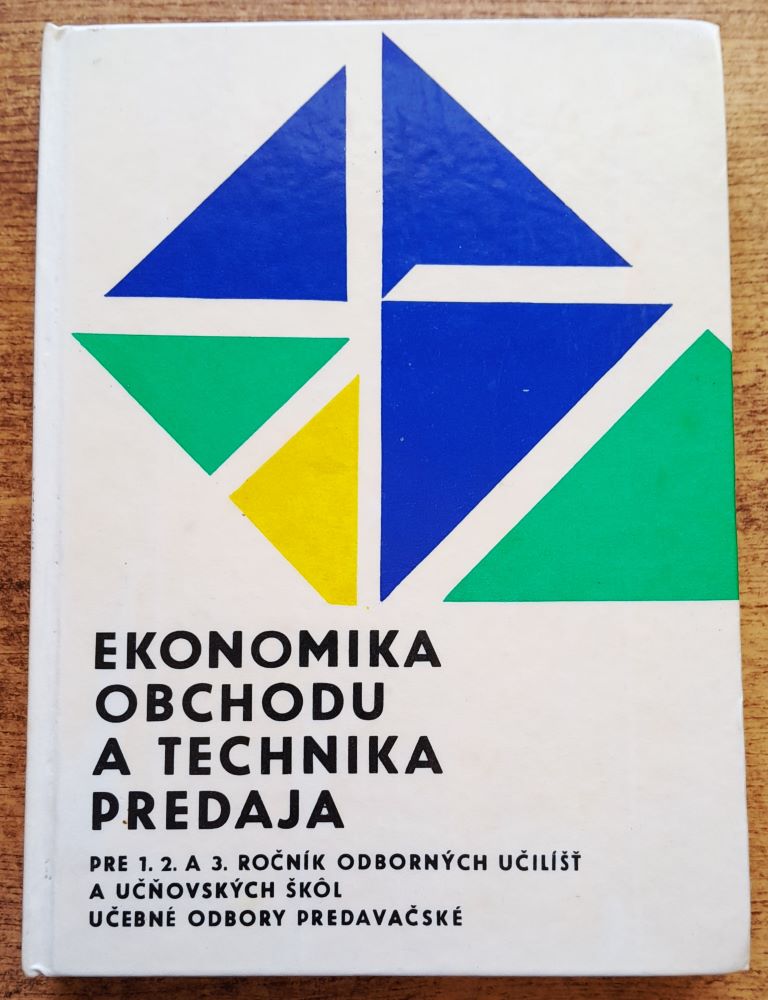 EKONOMIKA
OBCHODU
A TECHNIKA
PREDAJA
PRE 1. 2. A 3. ROČNÍK ODBORNÝCH UČILÍŠŤ
A UČŇOVSKÝCH ŠKÔL
UČEBNÉ ODBORY PREDAVAČSKÉ